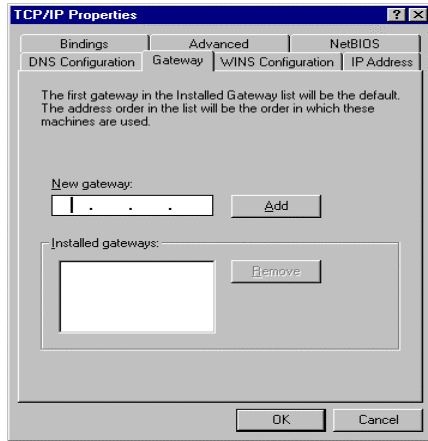 TCP/IP Properties
Bindings Advanced NetBIOS
DNS Configuration Gateway WINS Configuration IP Address
The first gateway in the Installed Gateway list will be the default.
The address order in the list will be the order in which these
machines are used.
New gateway:
. . . Add
Installed gateways:
Remove
OK Cancel